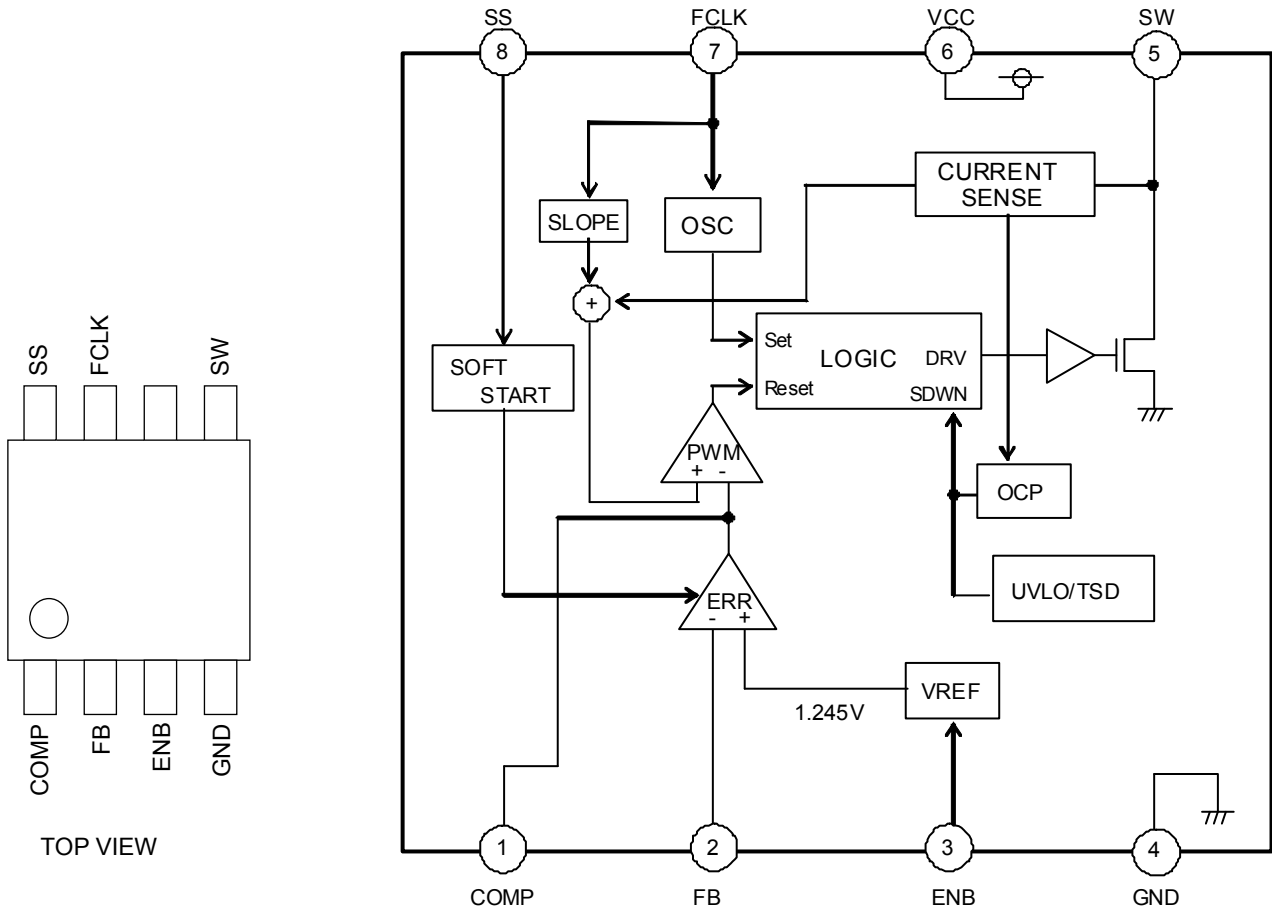 SS
FCLK
VCC
SW
8
7
6
5
CURRENT
SENSE
SLOPE
OSC
+
Set
LOGIC
DRV
Reset
SDWN
SOFT
START
PWM
+ -
OCP
UVLO/TSD
ERR
- +
VREF
1.245V
1
2
3
4
COMP
FB
ENB
GND
SS
FCLK
SW
COMP
FB
ENB
GND
TOP VIEW